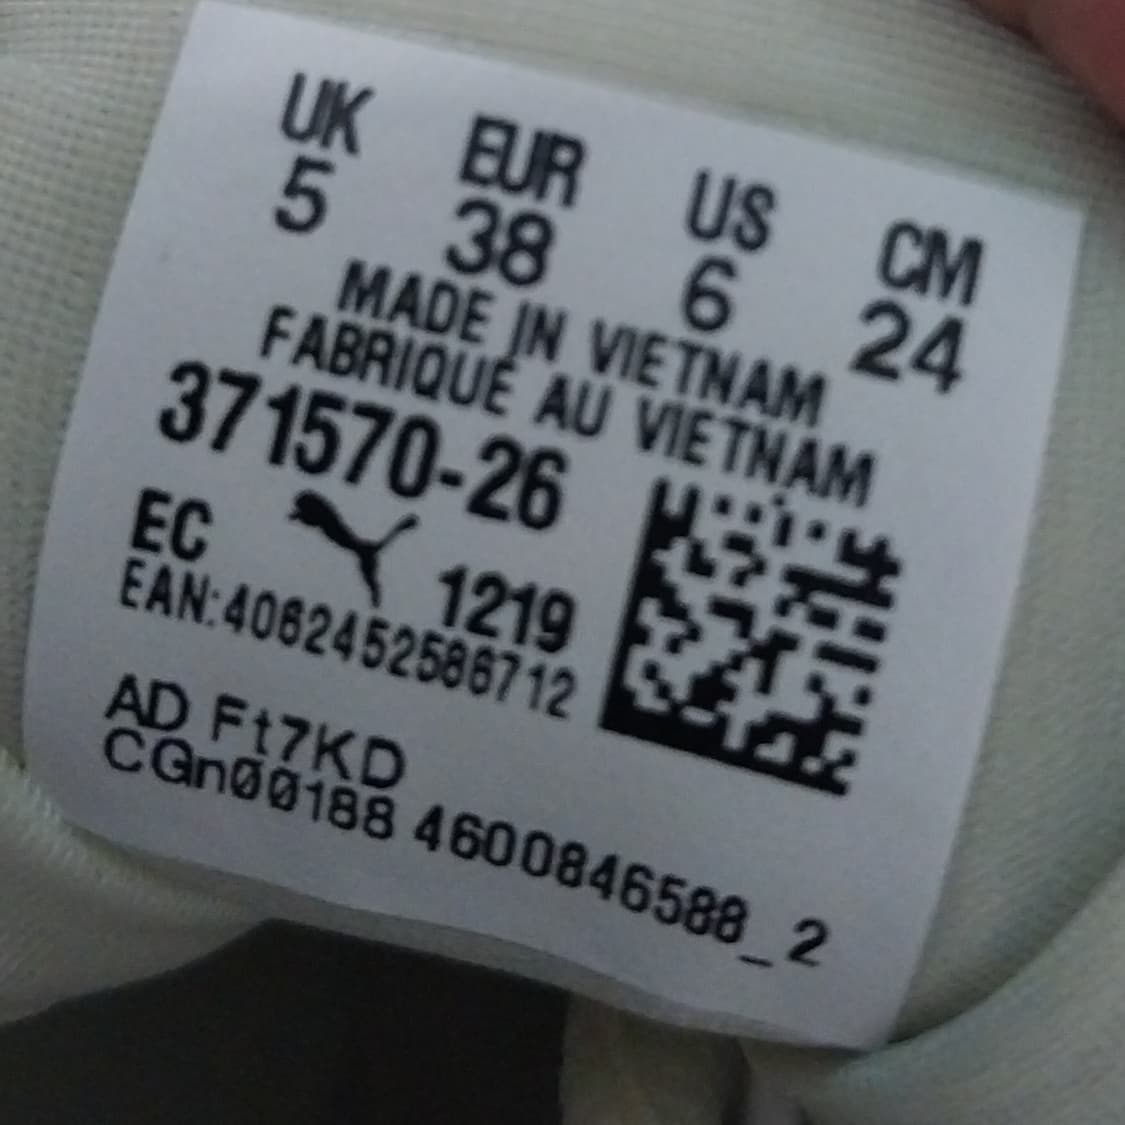 UK EUR US CM
5 38 6 24
MADE IN VIETNAM
FABRIQUÉ AU VIETNAM
371570-26
EC 1219
EAN:4062452586712
AD Ft7KD
CGn00188 4600846588_2